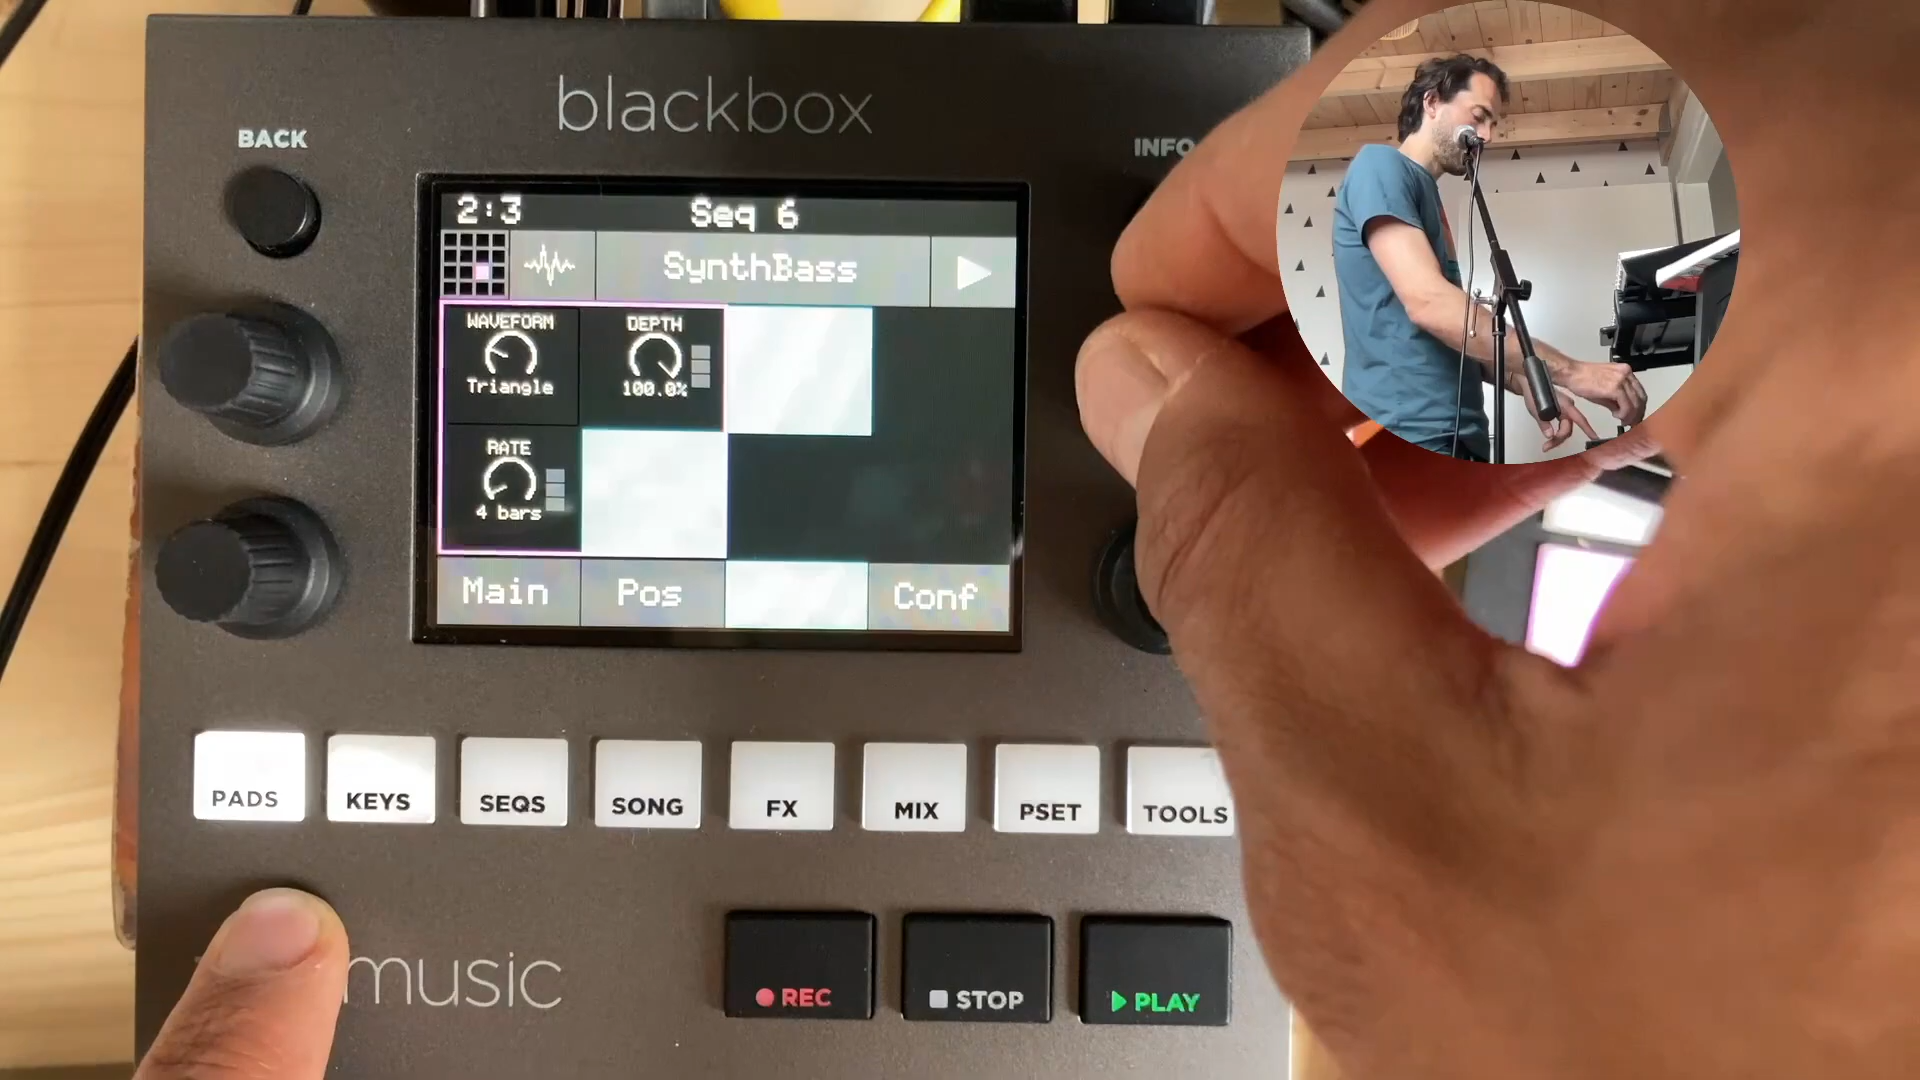 blackbox
BACK
INFO
2:3
Seq 6
SynthBass
WAVEFORM
Triangle
DEPTH
100.0%
RATE
4 bars
Main
Pos
Conf
PADS
KEYS
SEQS
SONG
FX
MIX
PSET
TOOLS
music
REC
STOP
PLAY